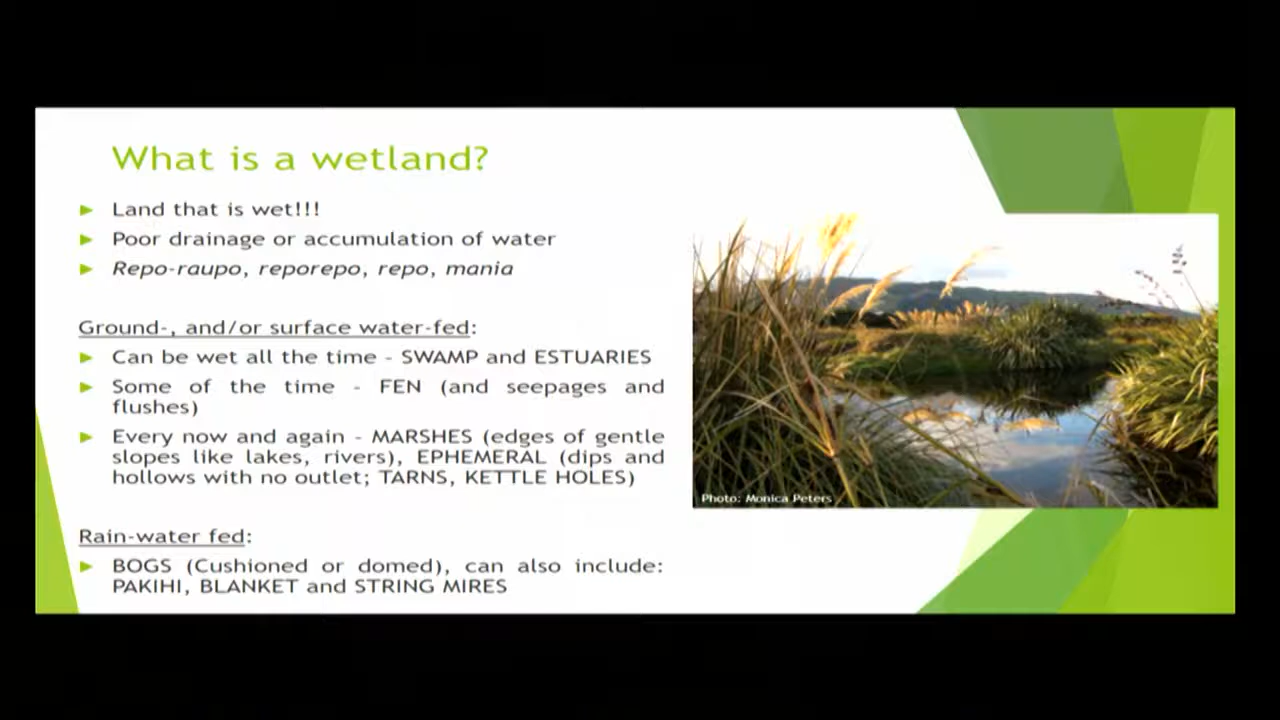 What is a wetland?
Land that is wet!!!
Poor drainage or accumulation of water
Repo-raupo, reporepo, repo, mania
Ground-, and/or surface water-fed:
Can be wet all the time - SWAMP and ESTUARIES
Some of the time - FEN (and seepages and
flushes)
Every now and again - MARSHES (edges of gentle
slopes like lakes, rivers), EPHEMERAL (dips and
hollows with no outlet; TARNS, KETTLE HOLES)
Rain-water fed:
BOGS (Cushioned or domed), can also include:
PAKIHI, BLANKET and STRING MIRES
Photo: Monica Peters